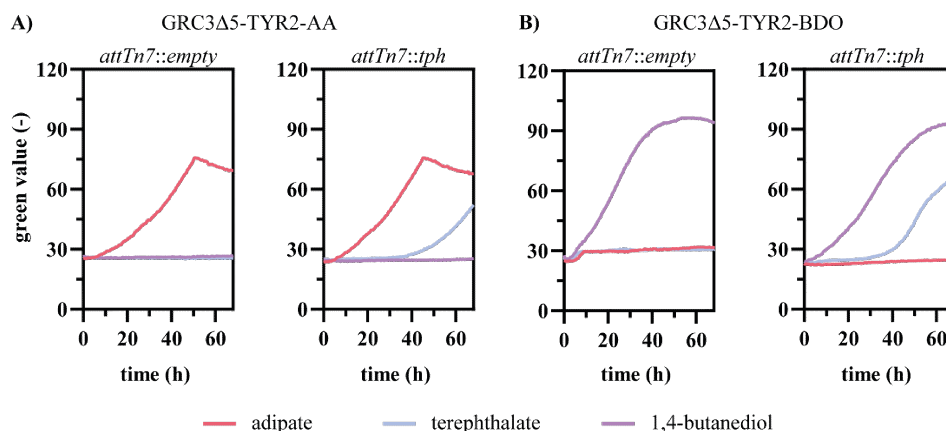 A) GRC3Δ5-TYR2-AA
B) GRC3Δ5-TYR2-BDO
attTn7::empty
attTn7::tph
attTn7::empty
attTn7::tph
green value (-)
120
90
60
30
0
0 20 40 60
time (h)
120
90
60
30
0
0 20 40 60
time (h)
120
90
60
30
0
0 20 40 60
time (h)
120
90
60
30
0
0 20 40 60
time (h)
adipate terephthalate 1,4-butanediol